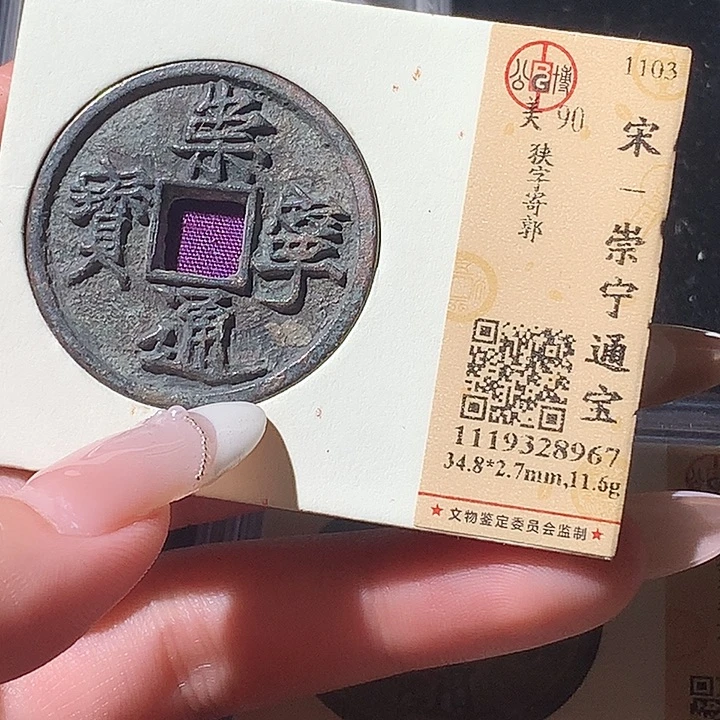 崇
寧
通
寶
公博
G
美 90
狭字寄郭
1103
宋一崇宁通宝
1119328967
34.8*2.7mm,11.6g
★文物鉴定委员会监制★